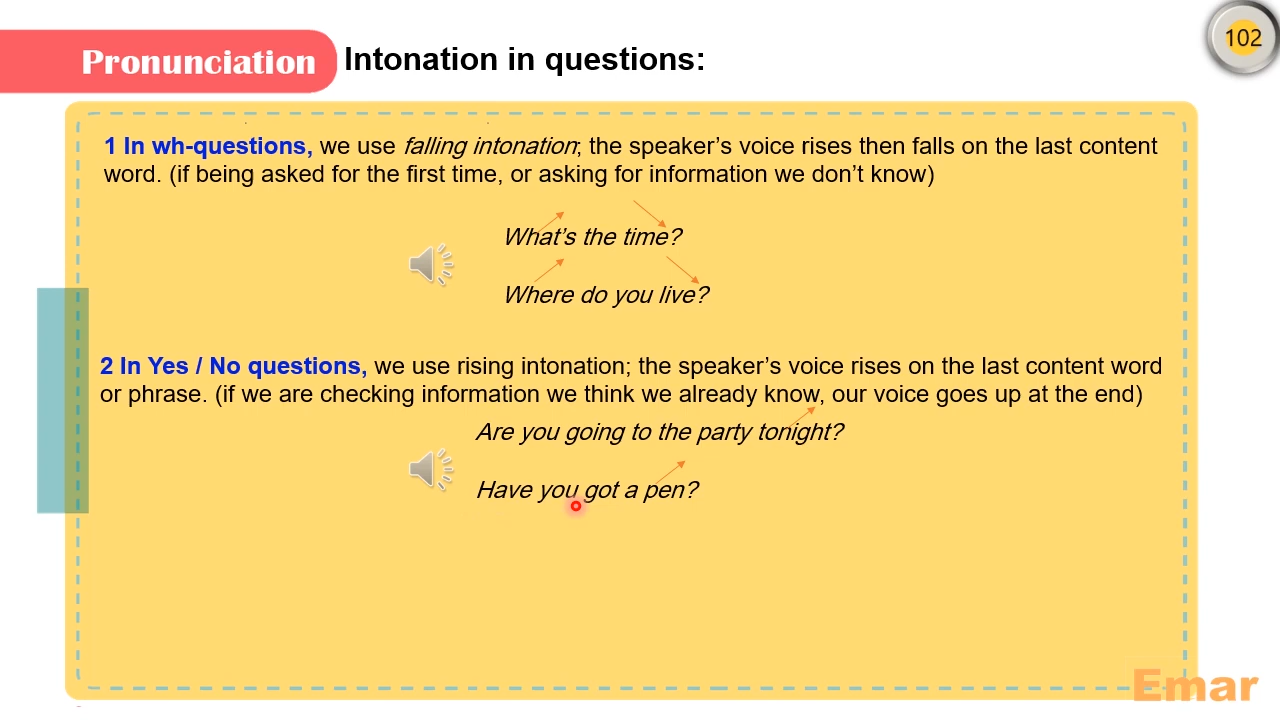 102
Pronunciation Intonation in questions:
1 In wh-questions, we use falling intonation; the speaker's voice rises then falls on the last content
word. (if being asked for the first time, or asking for information we don't know)
What's the time?
Where do you live?
2 In Yes / No questions, we use rising intonation; the speaker's voice rises on the last content word
or phrase. (if we are checking information we think we already know, our voice goes up at the end)
Are you going to the party tonight?
Have you got a pen?
Emar